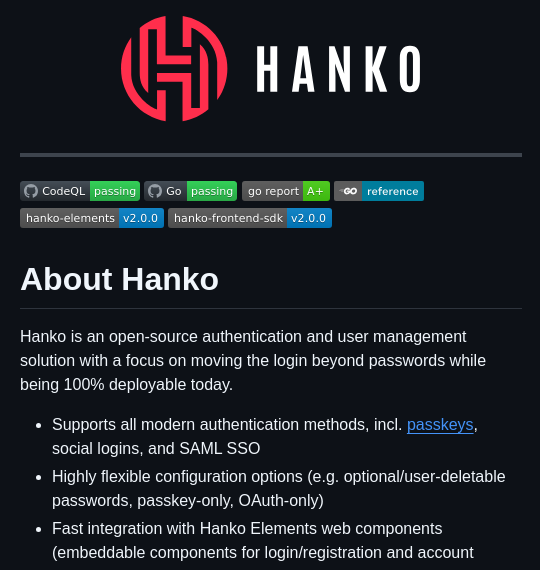 HANKO
CodeQL passing Go passing go report A+ GO reference
hanko-elements v2.0.0 hanko-frontend-sdk v2.0.0
About Hanko
Hanko is an open-source authentication and user management
solution with a focus on moving the login beyond passwords while
being 100% deployable today.
• Supports all modern authentication methods, incl. passkeys,
social logins, and SAML SSO
• Highly flexible configuration options (e.g. optional/user-deletable
passwords, passkey-only, OAuth-only)
• Fast integration with Hanko Elements web components
(embeddable components for login/registration and account